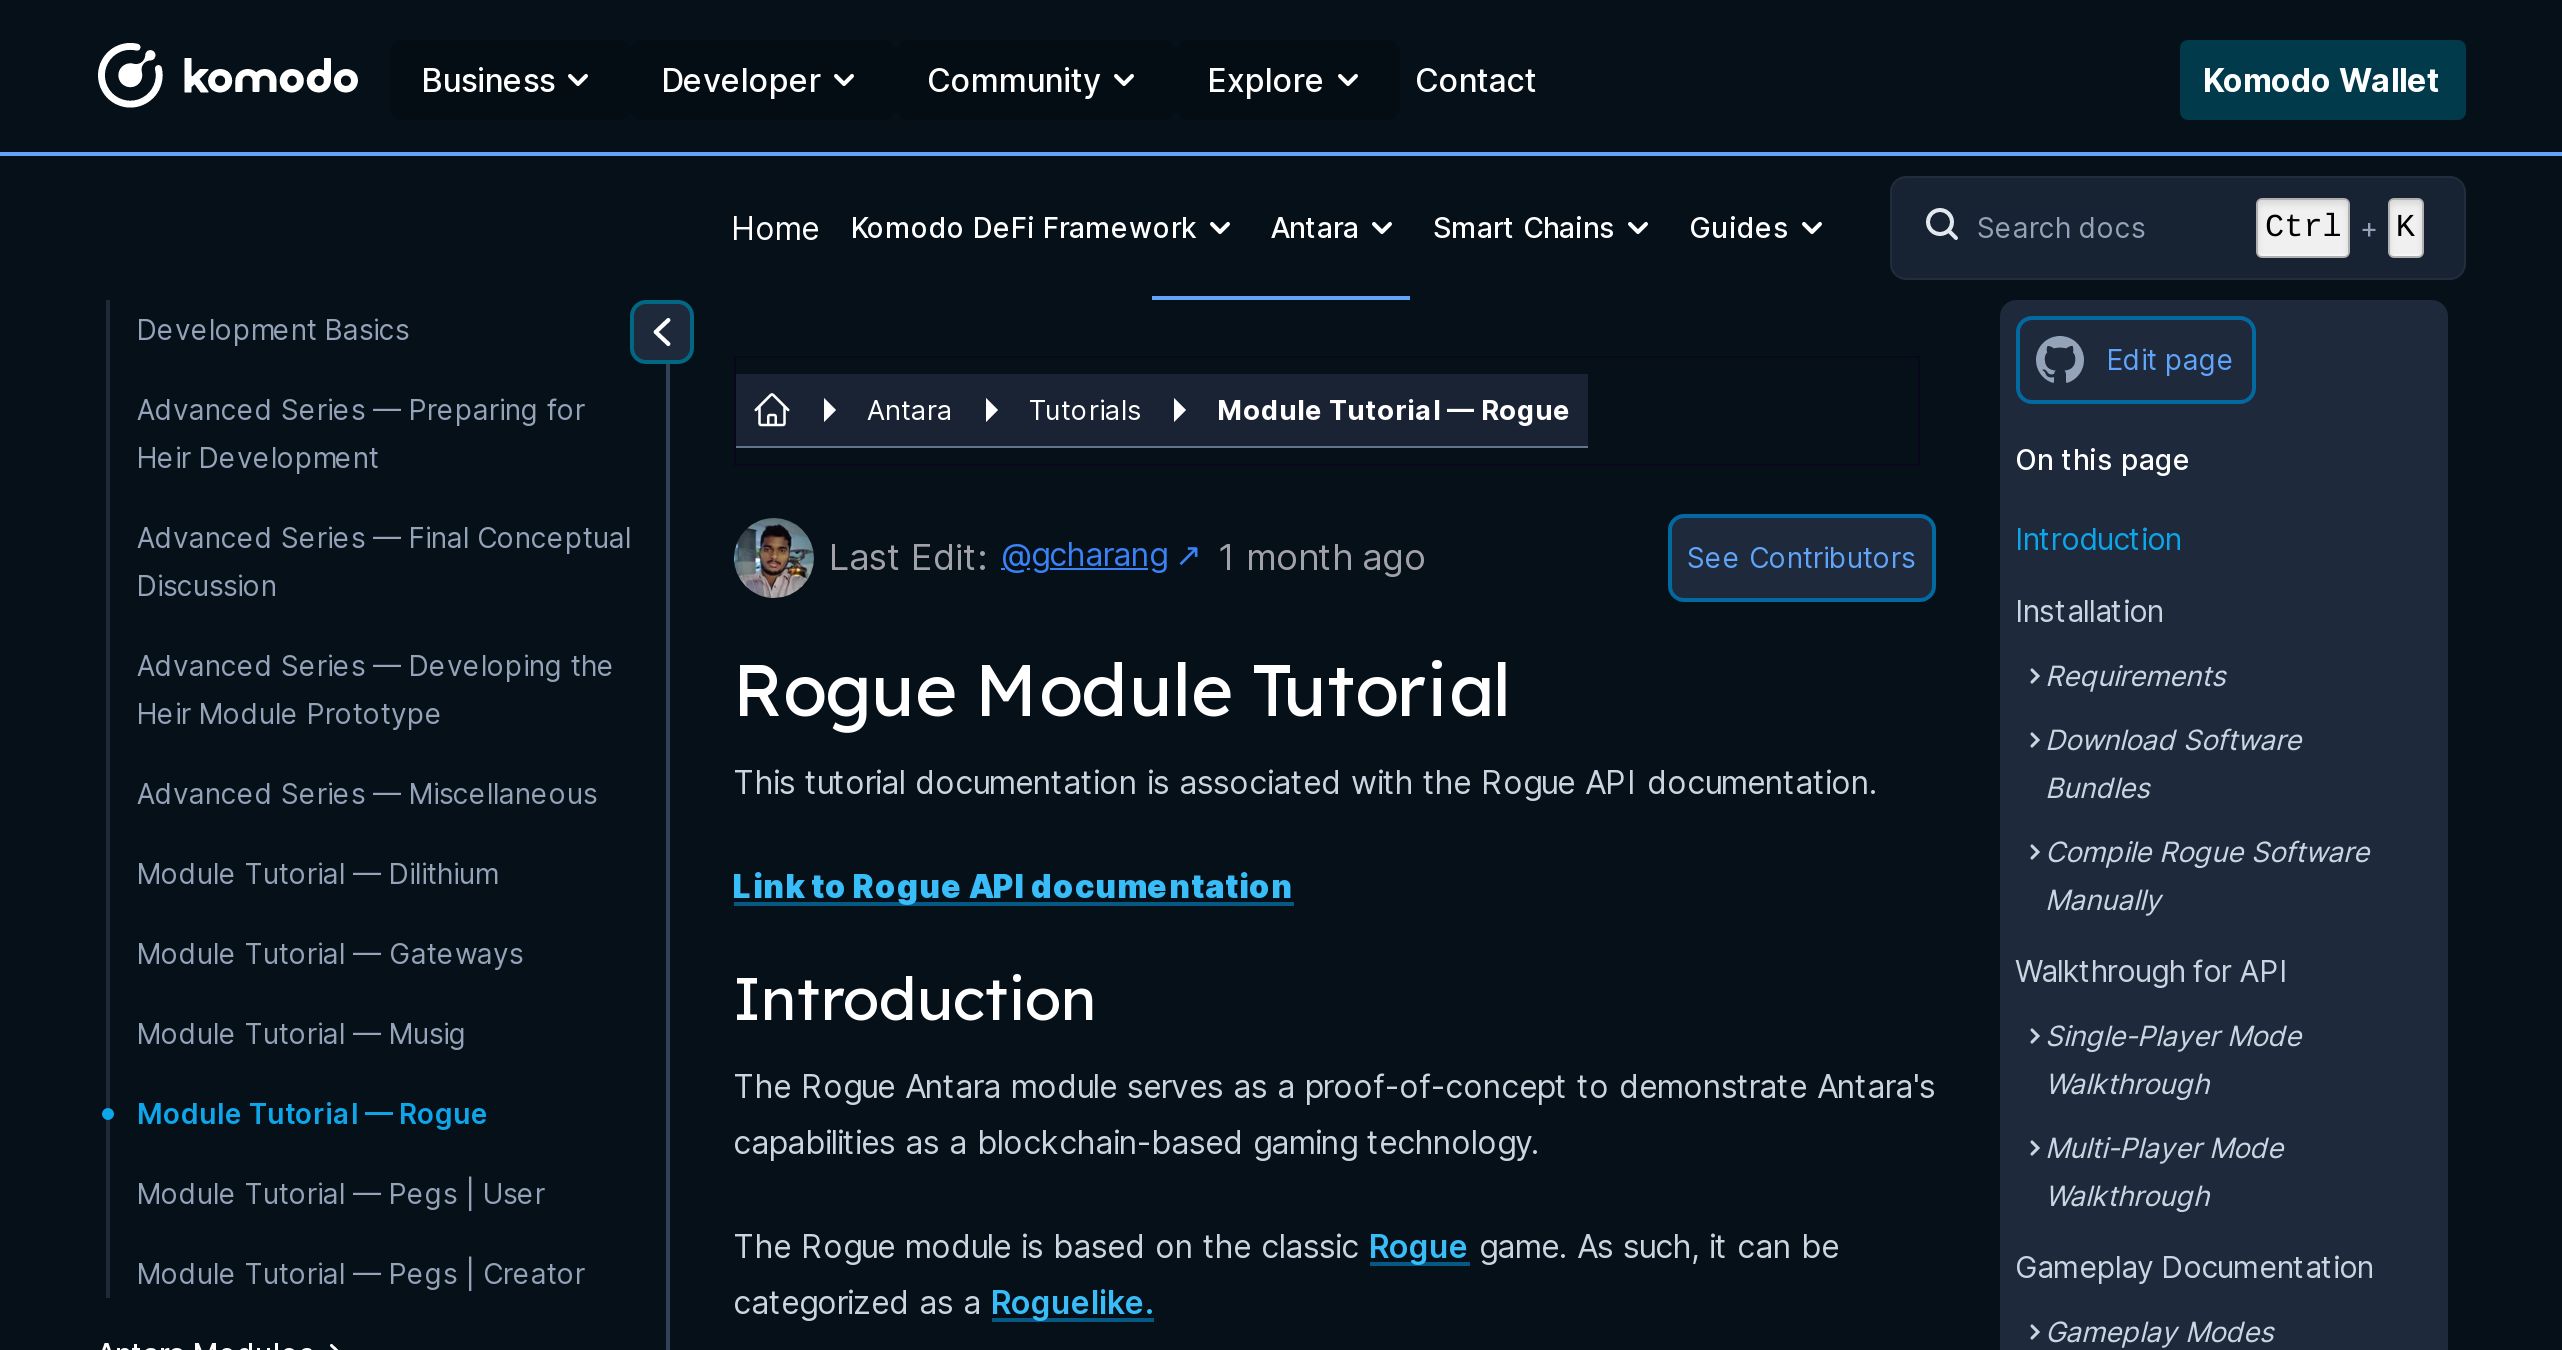 komodo
Business
Developer
Community
Explore
Contact
Komodo Wallet
Home
Komodo DeFi Framework
Antara
Smart Chains
Guides
Search docs
Ctrl + K
Development Basics
Advanced Series — Preparing for
Heir Development
Advanced Series — Final Conceptual
Discussion
Advanced Series — Developing the
Heir Module Prototype
Advanced Series — Miscellaneous
Module Tutorial — Dilithium
Module Tutorial — Gateways
Module Tutorial — Musig
Module Tutorial — Rogue
Module Tutorial — Pegs | User
Module Tutorial — Pegs | Creator
Antara Modules
Antara
Tutorials
Module Tutorial — Rogue
Last Edit: @gcharang ↗ 1 month ago
See Contributors
Rogue Module Tutorial
This tutorial documentation is associated with the Rogue API documentation.
Link to Rogue API documentation
Introduction
The Rogue Antara module serves as a proof-of-concept to demonstrate Antara's
capabilities as a blockchain-based gaming technology.
The Rogue module is based on the classic Rogue game. As such, it can be
categorized as a Roguelike.
Edit page
On this page
Introduction
Installation
Requirements
Download Software
Bundles
Compile Rogue Software
Manually
Walkthrough for API
Single-Player Mode
Walkthrough
Multi-Player Mode
Walkthrough
Gameplay Documentation
Gameplay Modes